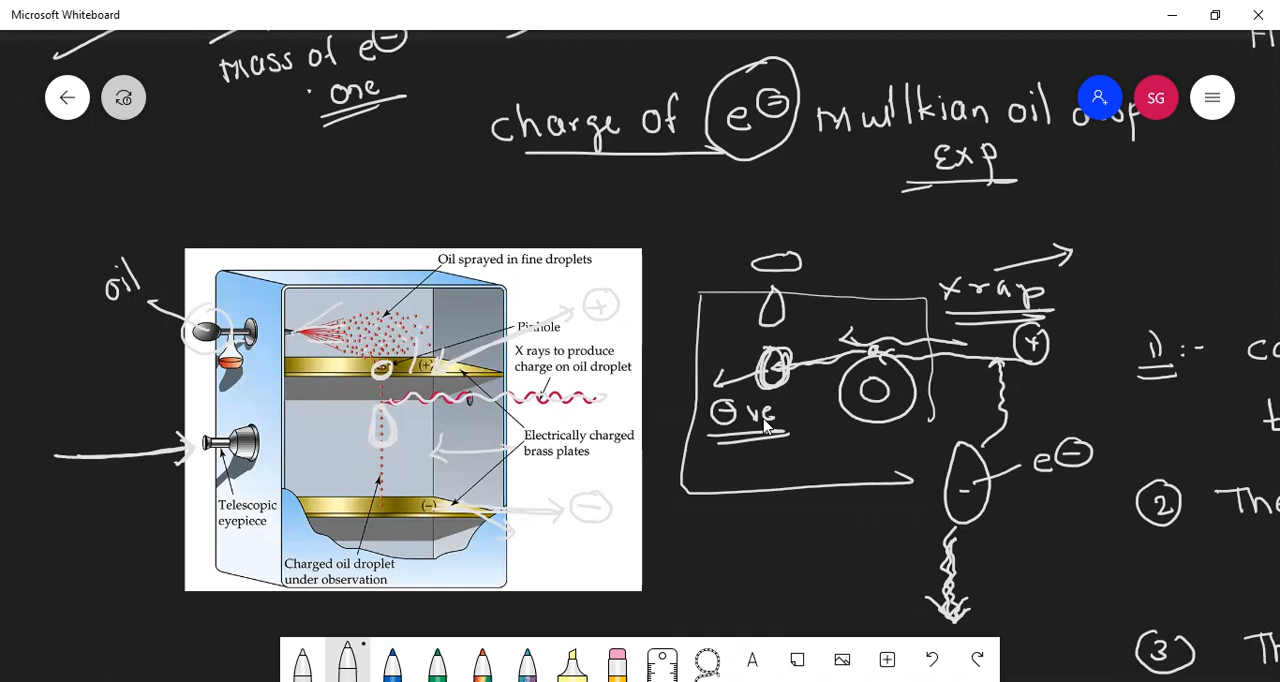 Microsoft Whiteboard
mass of e⊖
one
charge of e⊖ mullkian oil drop
Exp
SG
oil
Oil sprayed in fine droplets
Pinhole
(+)
X rays to produce
charge on oil droplet
Electrically charged
brass plates
(−)
Telescopic
eyepiece
Charged oil droplet
under observation
+
−
x ray
+
⊖ ve
-
e⊖
1) :-
② The
③
A